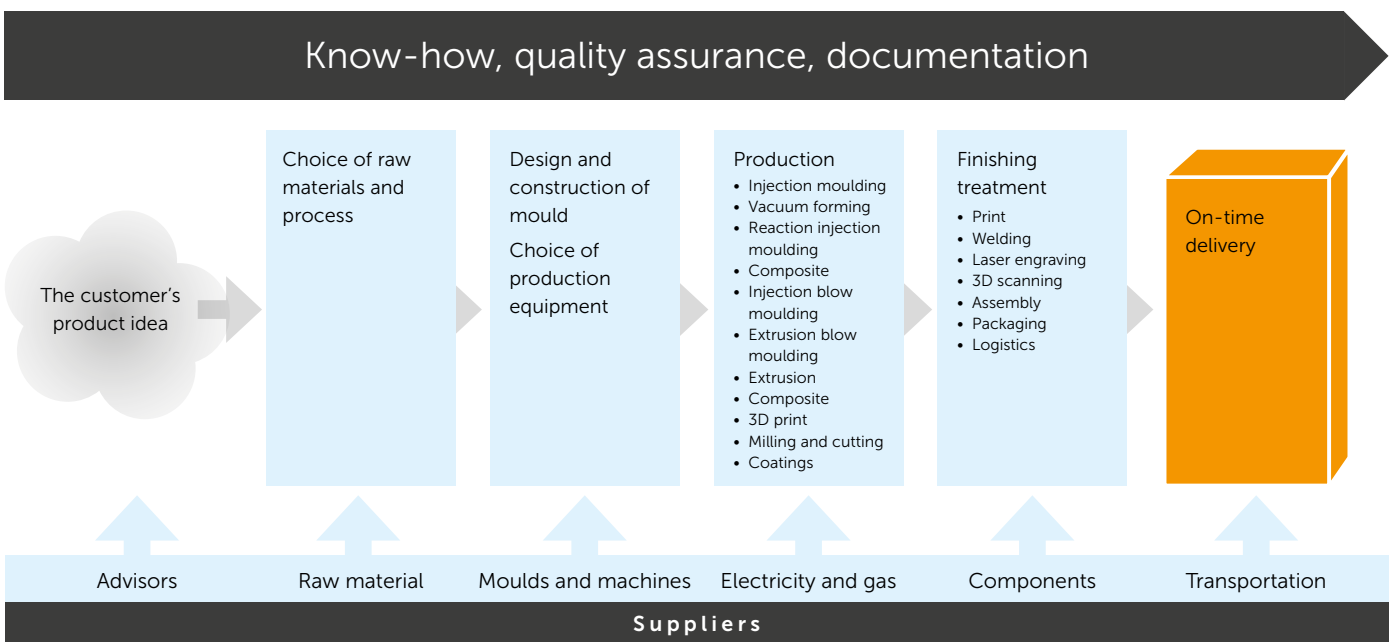 Know-how, quality assurance, documentation
The customer’s
product idea
Choice of raw
materials and
process
Design and
construction of
mould
Choice of
production
equipment
Production
• Injection moulding
• Vacuum forming
• Reaction injection
moulding
• Composite
• Injection blow
moulding
• Extrusion blow
moulding
• Extrusion
• Composite
• 3D print
• Milling and cutting
• Coatings
Finishing
treatment
• Print
• Welding
• Laser engraving
• 3D scanning
• Assembly
• Packaging
• Logistics
On-time
delivery
Advisors
Raw material
Moulds and machines
Electricity and gas
Components
Transportation
Suppliers